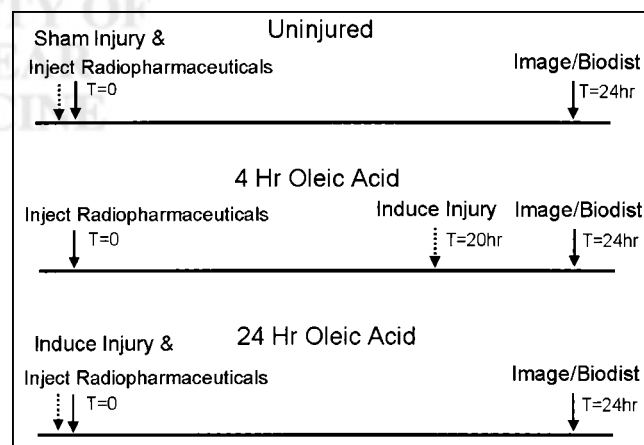 Uninjured
Sham Injury &
Inject Radiopharmaceuticals
Image/Biodist
T=0
T=24hr
4 Hr Oleic Acid
Inject Radiopharmaceuticals
Induce Injury
Image/Biodist
T=0
T=20hr
T=24hr
24 Hr Oleic Acid
Induce Injury &
Inject Radiopharmaceuticals
Image/Biodist
T=0
T=24hr